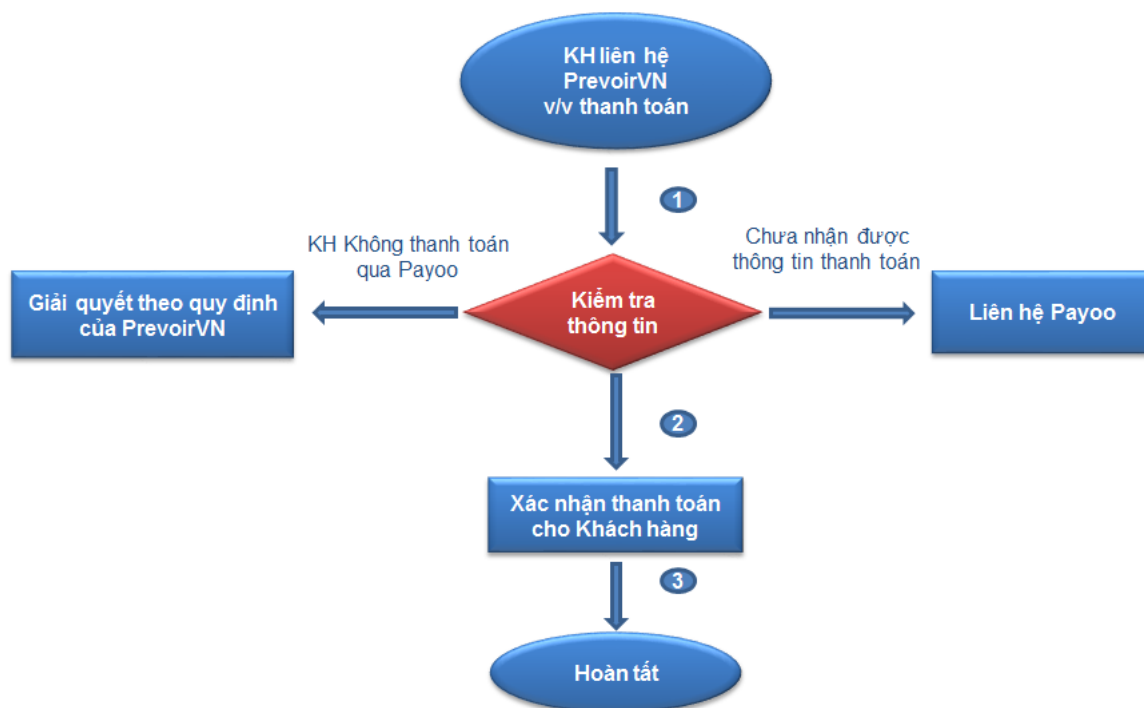 KH liên hệ
PrevoirVN
v/v thanh toán
1
KH Không thanh toán
qua Payoo
Chưa nhận được
thông tin thanh toán
Giải quyết theo quy định
của PrevoirVN
Kiểm tra
thông tin
Liên hệ Payoo
2
Xác nhận thanh toán
cho Khách hàng
3
Hoàn tất